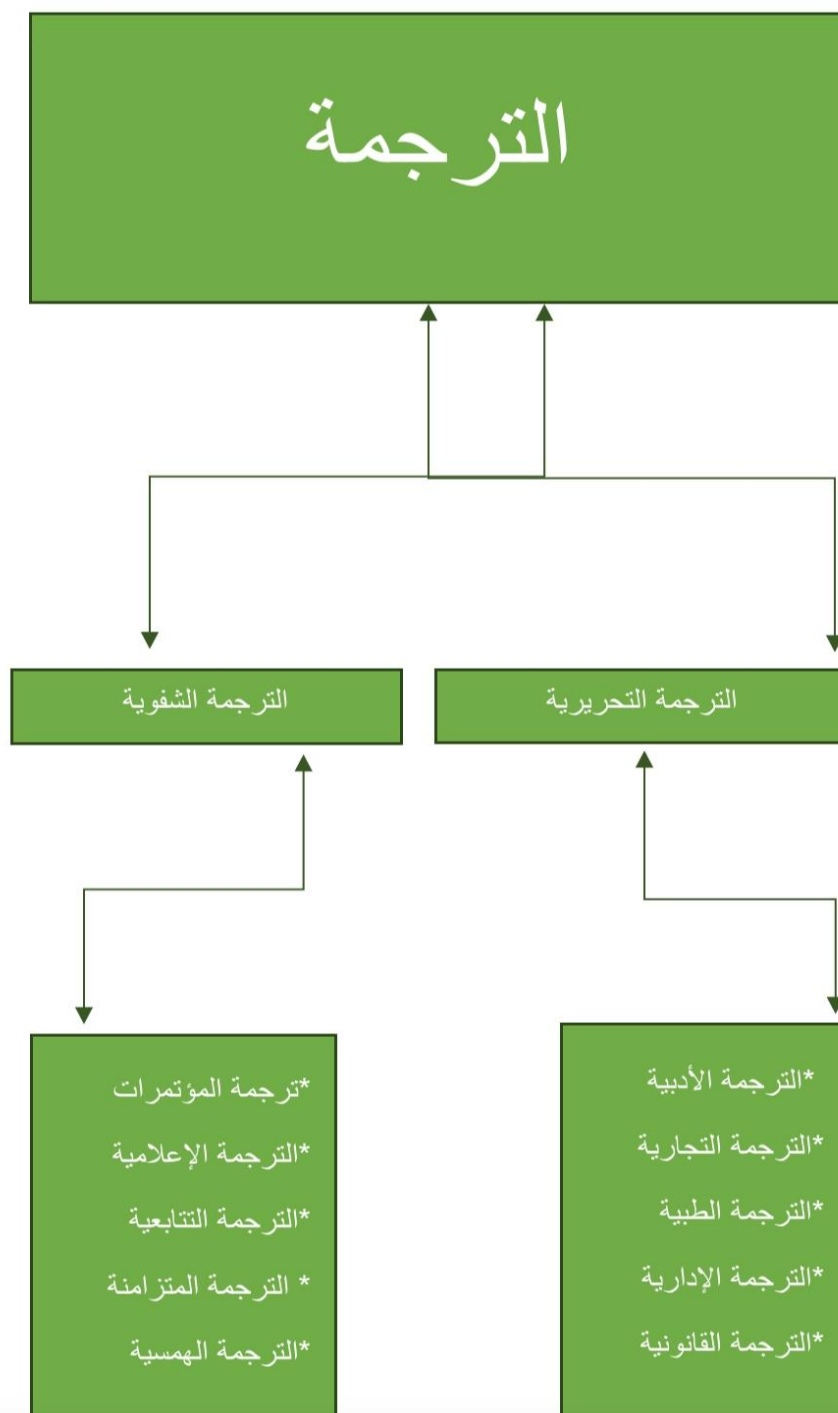 الترجمة
الترجمة التحريرية
الترجمة الشفوية
*الترجمة الأدبية
*الترجمة التجارية
*الترجمة الطبية
*الترجمة الإدارية
*الترجمة القانونية
*ترجمة المؤتمرات
*الترجمة الإعلامية
*الترجمة التتابعية
* الترجمة المتزامنة
*الترجمة الهمسية